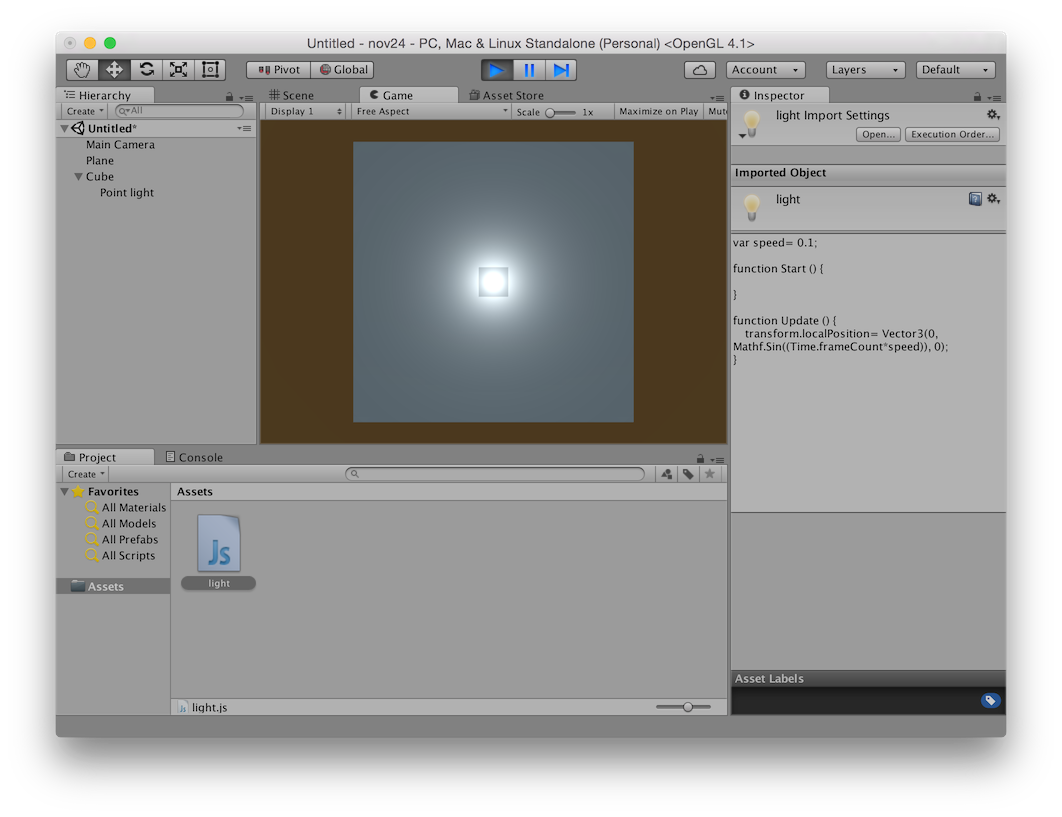 Untitled - nov24 - PC, Mac & Linux Standalone (Personal) <OpenGL 4.1>
Pivot Global Account Layers Default
Hierarchy
Create All
Untitled*
Main Camera
Plane
Cube
Point light
Scene Game Asset Store
Display 1 Free Aspect Scale 1x Maximize on Play Mut
Inspector
light Import Settings
Open... Execution Order...
Imported Object
light
var speed= 0.1;
function Start () {
}
function Update () {
transform.localPosition= Vector3(0,
Mathf.Sin((Time.frameCount*speed)), 0);
}
Project Console
Create
Favorites
All Materials
All Models
All Prefabs
All Scripts
Assets
Assets
Js
light
light.js
Asset Labels